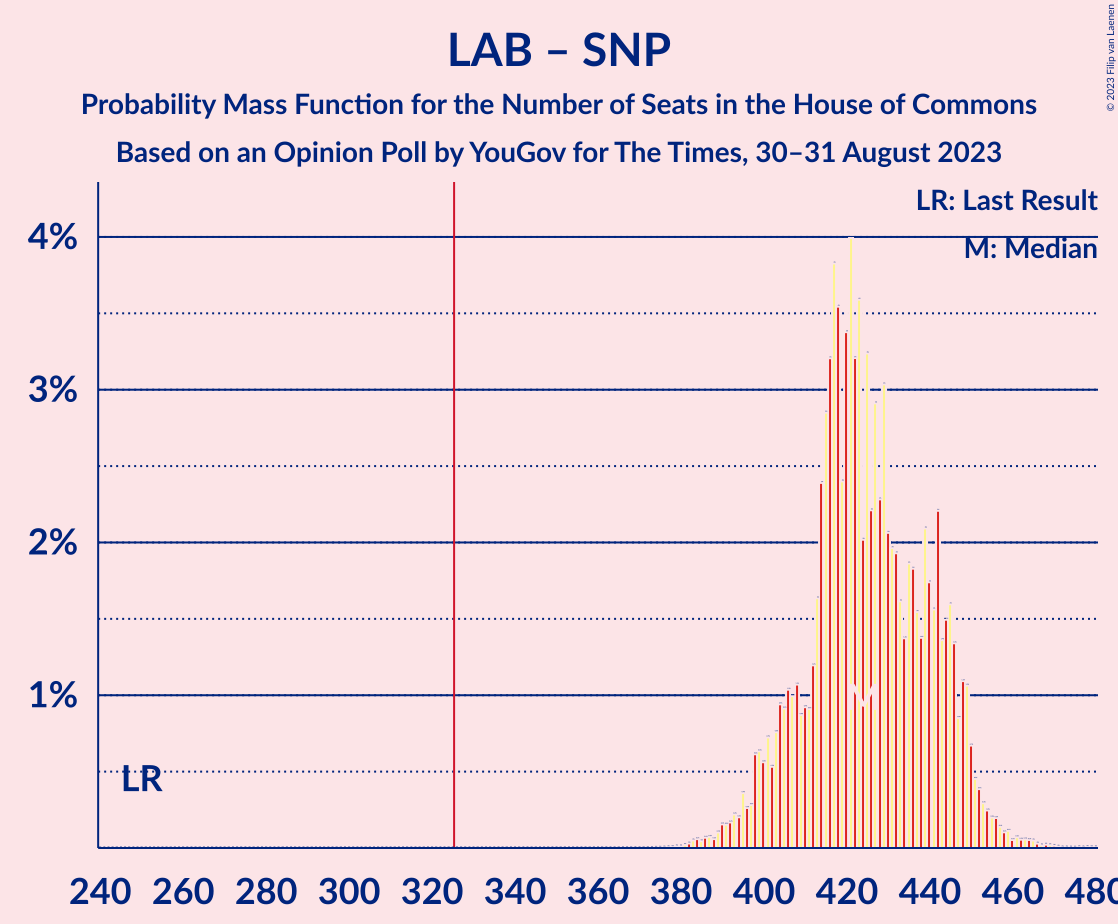 LAB – SNP
Probability Mass Function for the Number of Seats in the House of Commons
Based on an Opinion Poll by YouGov for The Times, 30–31 August 2023
© 2023 Filip van Laenen
LR: Last Result
M: Median
4%
3%
2%
1%
M
LR
240 260 280 300 320 340 360 380 400 420 440 460 480